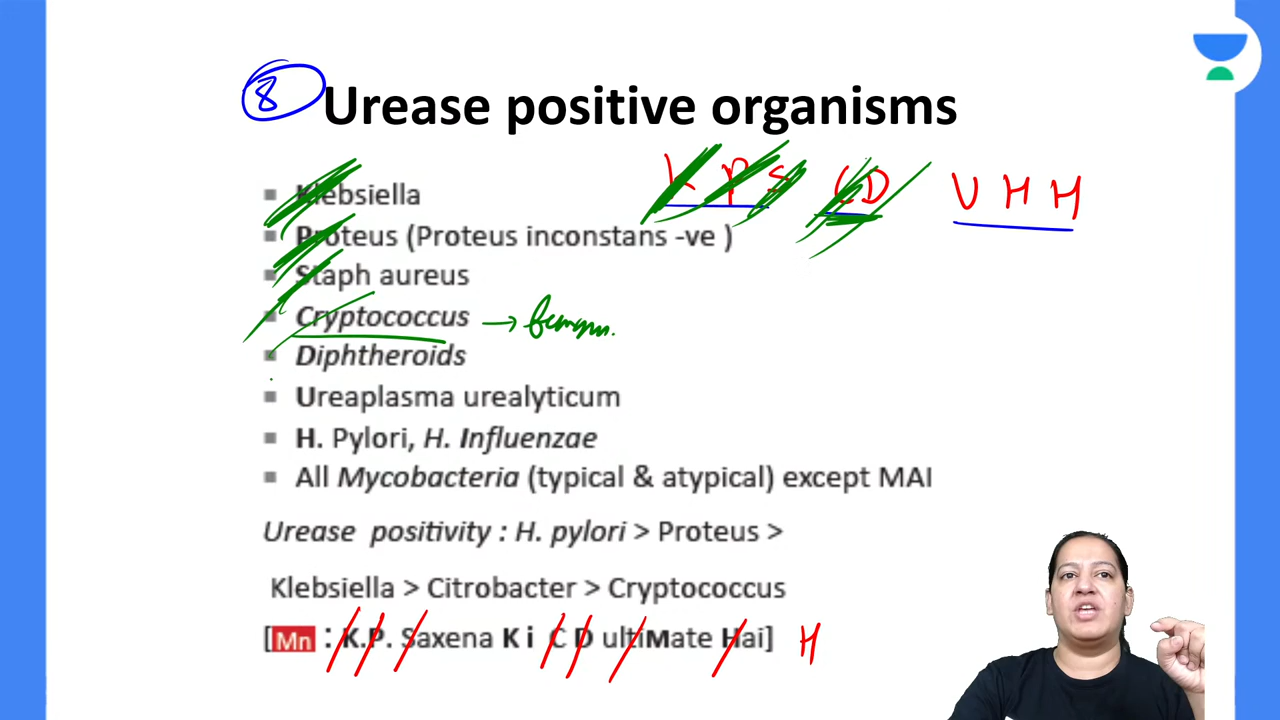 8 Urease positive organisms
K P S C D U H H
Klebsiella
Proteus (Proteus inconstans -ve )
Staph aureus
Cryptococcus →
Diphtheroids
Ureaplasma urealyticum
H. Pylori, H. Influenzae
All Mycobacteria (typical & atypical) except MAI
Urease positivity : H. pylori > Proteus >
Klebsiella > Citrobacter > Cryptococcus
[Mn : K.P. Saxena K i C D ultiMate Hai] H